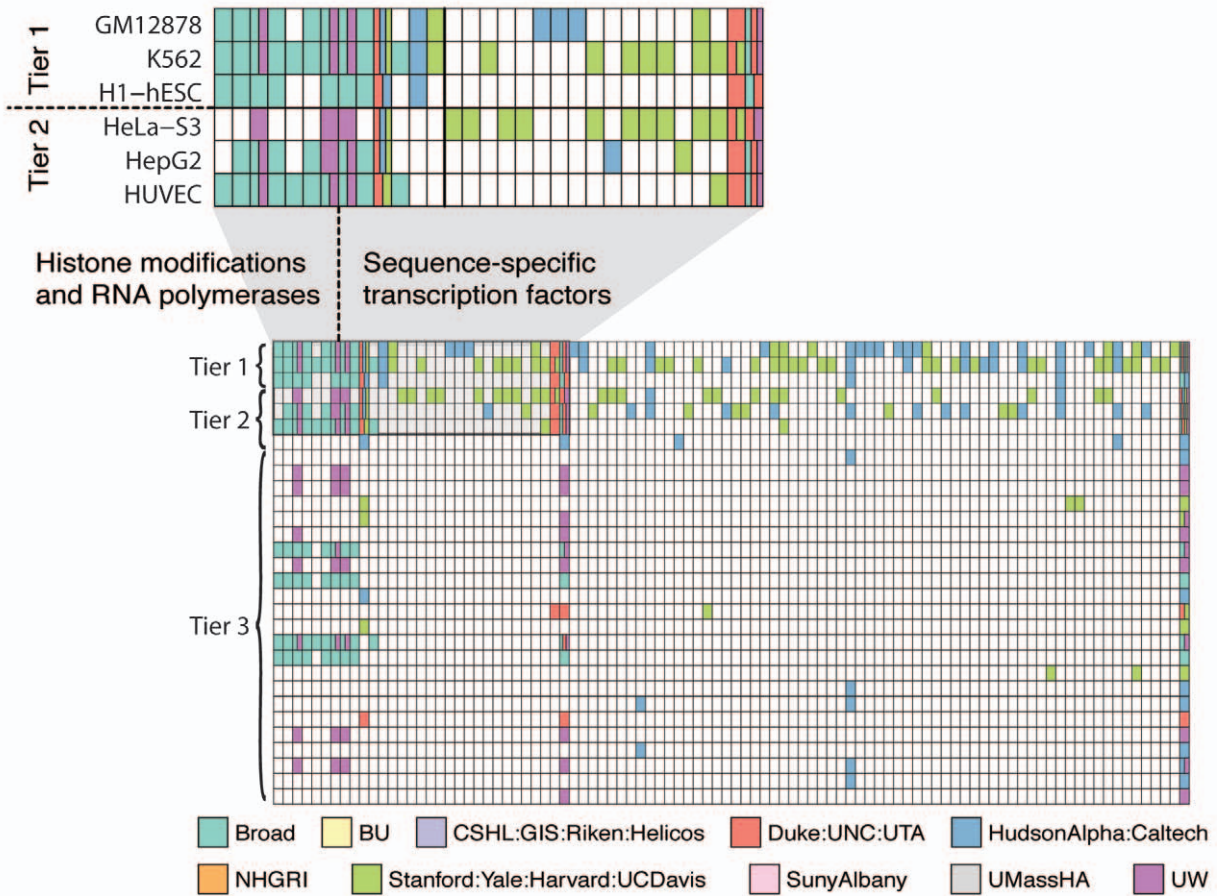 Tier 1
GM12878
K562
H1−hESC
Tier 2
HeLa−S3
HepG2
HUVEC
Histone modifications
and RNA polymerases
Sequence-specific
transcription factors
Tier 1
Tier 2
Tier 3
Broad
BU
CSHL:GIS:Riken:Helicos
Duke:UNC:UTA
HudsonAlpha:Caltech
NHGRI
Stanford:Yale:Harvard:UCDavis
SunyAlbany
UMassHA
UW